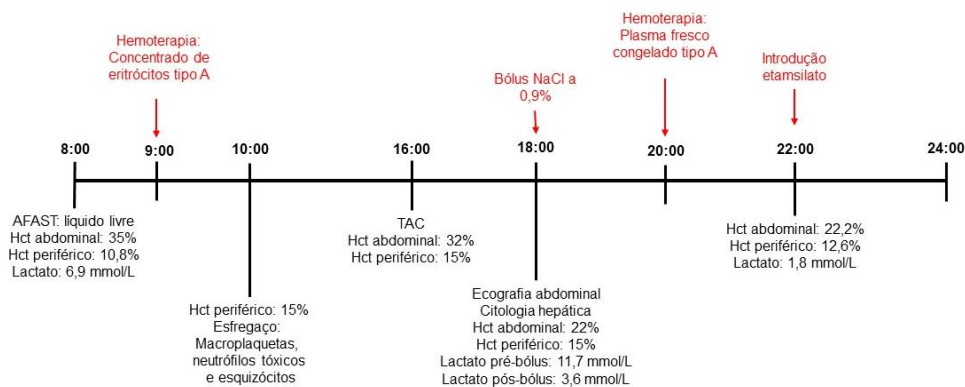 Hemoterapia:
Concentrado de
eritrócitos tipo A
Bólus NaCl a
0,9%
Hemoterapia:
Plasma fresco
congelado tipo A
Introdução
etamsilato
8:00
9:00
10:00
16:00
18:00
20:00
22:00
24:00
AFAST: líquido livre
Hct abdominal: 35%
Hct periférico: 10,8%
Lactato: 6,9 mmol/L
Hct periférico: 15%
Esfregaço:
Macroplaquetas,
neutrófilos tóxicos
e esquizócitos
TAC
Hct abdominal: 32%
Hct periférico: 15%
Ecografia abdominal
Citologia hepática
Hct abdominal: 22%
Hct periférico: 15%
Lactato pré-bólus: 11,7 mmol/L
Lactato pós-bólus: 3,6 mmol/L
Hct abdominal: 22,2%
Hct periférico: 12,6%
Lactato: 1,8 mmol/L